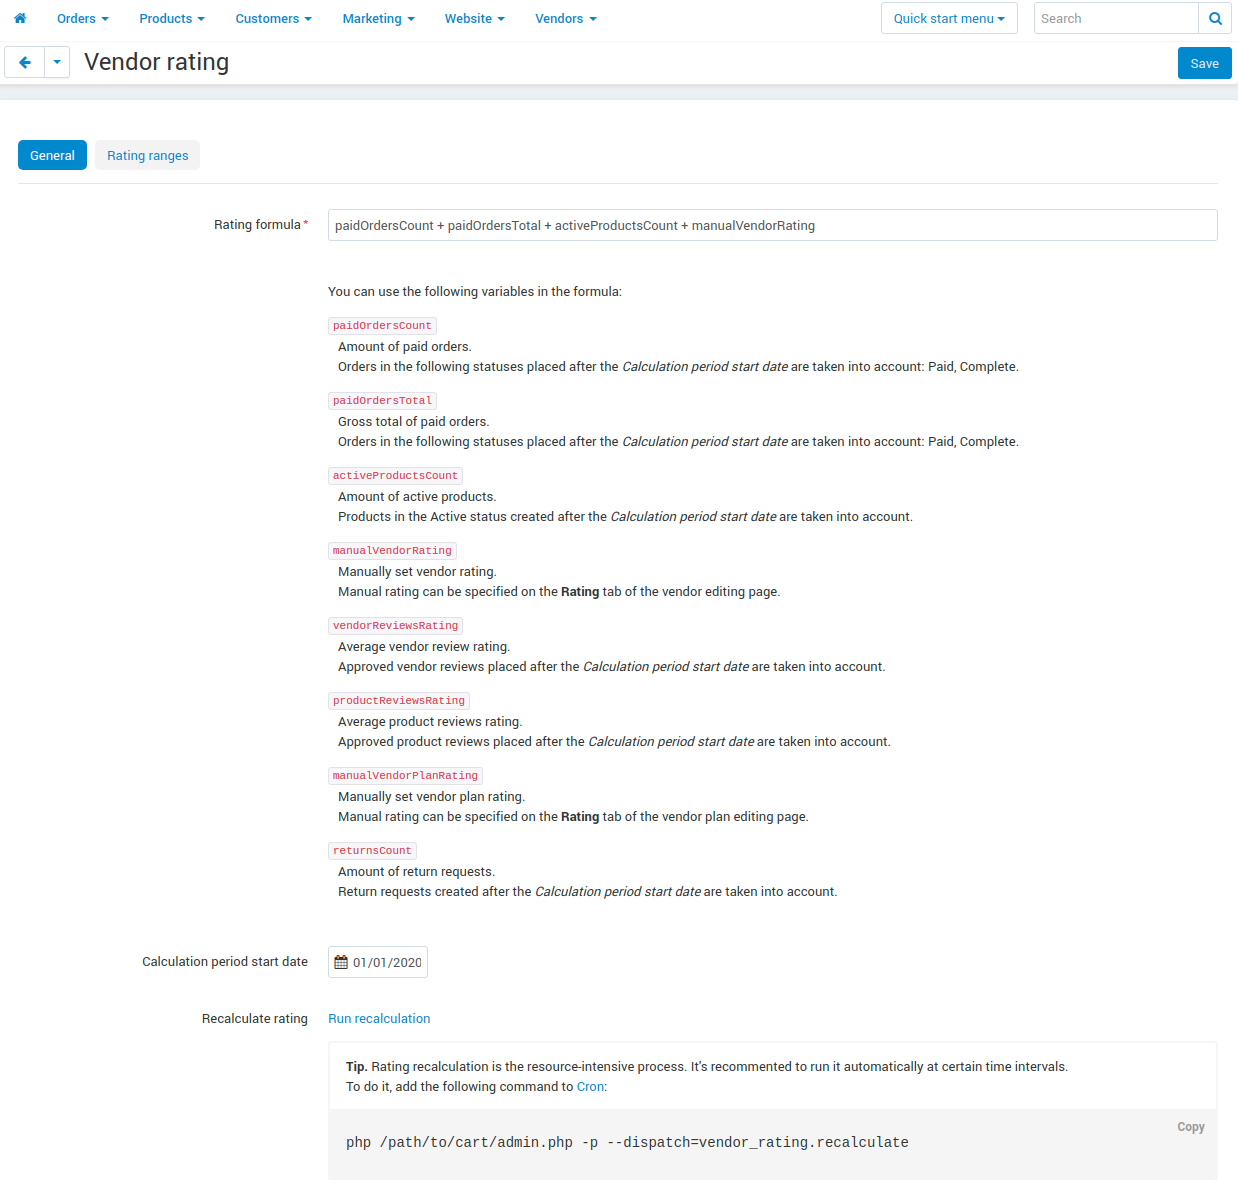 Orders Products Customers Marketing Website Vendors Quick start menu Search
Vendor rating Save
General Rating ranges
Rating formula* paidOrdersCount + paidOrdersTotal + activeProductsCount + manualVendorRating
You can use the following variables in the formula:
paidOrdersCount
Amount of paid orders.
Orders in the following statuses placed after the Calculation period start date are taken into account: Paid, Complete.
paidOrdersTotal
Gross total of paid orders.
Orders in the following statuses placed after the Calculation period start date are taken into account: Paid, Complete.
activeProductsCount
Amount of active products.
Products in the Active status created after the Calculation period start date are taken into account.
manualVendorRating
Manually set vendor rating.
Manual rating can be specified on the Rating tab of the vendor editing page.
vendorReviewsRating
Average vendor review rating.
Approved vendor reviews placed after the Calculation period start date are taken into account.
productReviewsRating
Average product reviews rating.
Approved product reviews placed after the Calculation period start date are taken into account.
manualVendorPlanRating
Manually set vendor plan rating.
Manual rating can be specified on the Rating tab of the vendor plan editing page.
returnsCount
Amount of return requests.
Return requests created after the Calculation period start date are taken into account.
Calculation period start date 01/01/2020
Recalculate rating Run recalculation
Tip. Rating recalculation is the resource-intensive process. It's recommented to run it automatically at certain time intervals.
To do it, add the following command to Cron:
Copy
php /path/to/cart/admin.php -p --dispatch=vendor_rating.recalculate